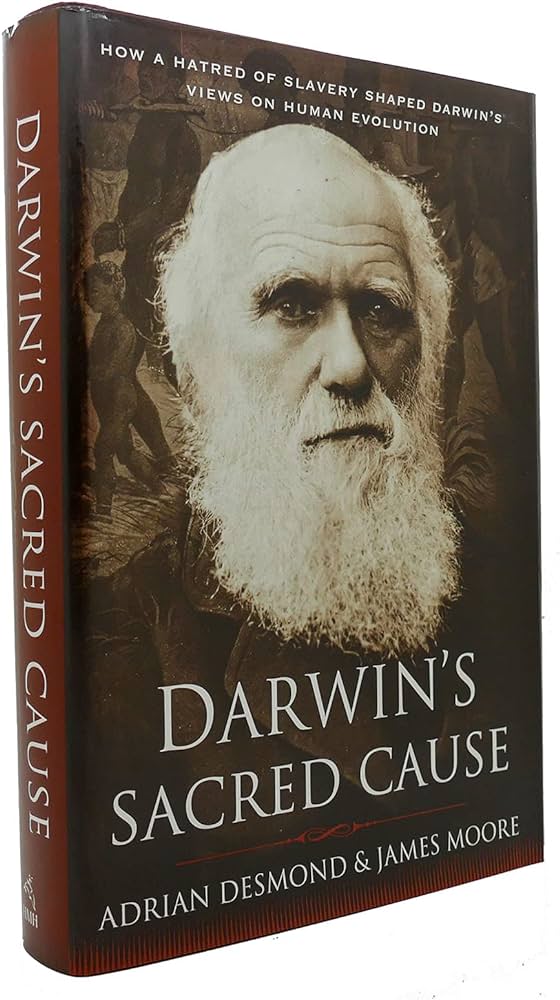 HOW A HATRED OF SLAVERY SHAPED DARWIN'S
VIEWS ON HUMAN EVOLUTION
DARWIN'S
SACRED CAUSE
ADRIAN DESMOND & JAMES MOORE
DARWIN'S SACRED CAUSE
HMH